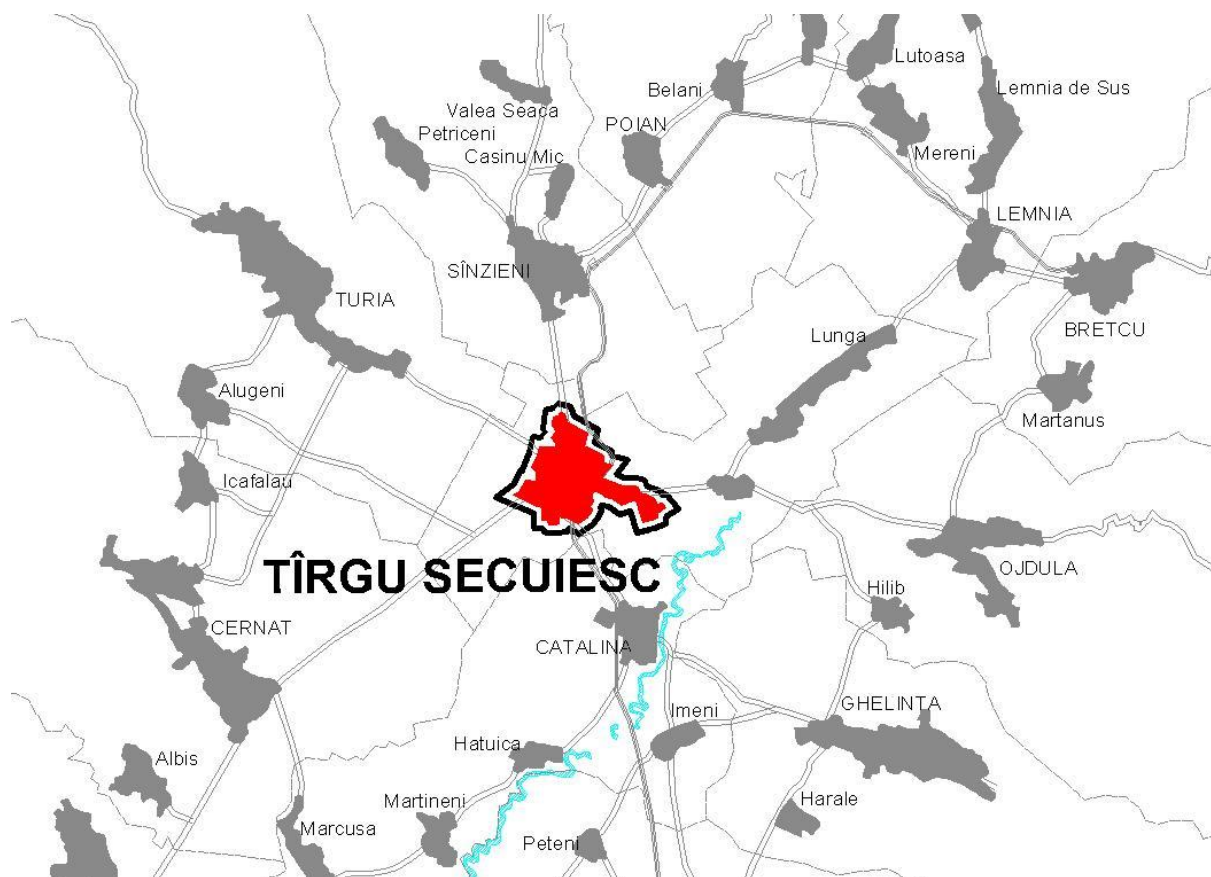 Lutoasa
Belani
Lemnia de Sus
Valea Seaca
POIAN
Petriceni
Casinu Mic
Mereni
LEMNIA
SÎNZIENI
TURIA
BRETCU
Lunga
Alugeni
Martanus
Icafalau
TÎRGU SECUIESC
OJDULA
Hilib
CERNAT
CATALINA
GHELINTA
Imeni
Hatuica
Albis
Martineni
Harale
Marcusa
Peteni